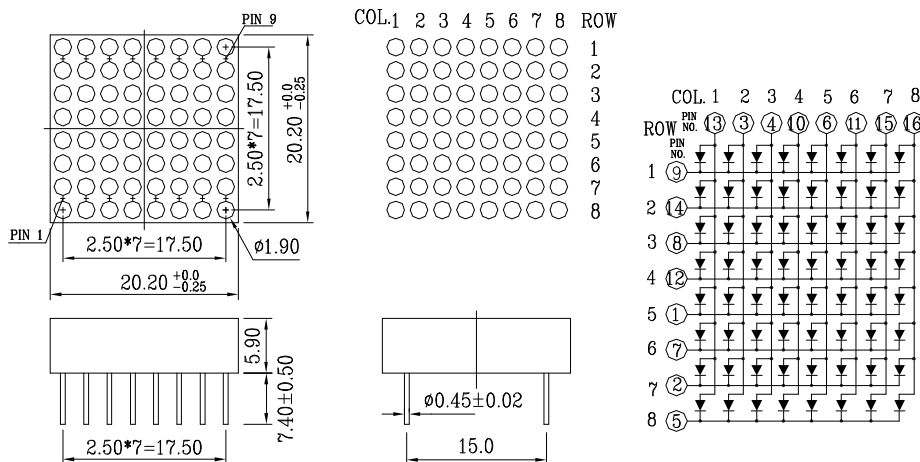 PIN 9
2.50*7=17.50
20.20 +0.0 -0.25
PIN 1
2.50*7=17.50
ø1.90
20.20 +0.0 -0.25
COL. 1 2 3 4 5 6 7 8 ROW
1
2
3
4
5
6
7
8
5.90
7.40±0.50
2.50*7=17.50
ø0.45±0.02
15.0
COL. 1 2 3 4 5 6 7 8
ROW PIN NO. 13 3 4 10 6 11 15 16
PIN NO.
1 9
2 14
3 8
4 12
5 1
6 7
7 2
8 5